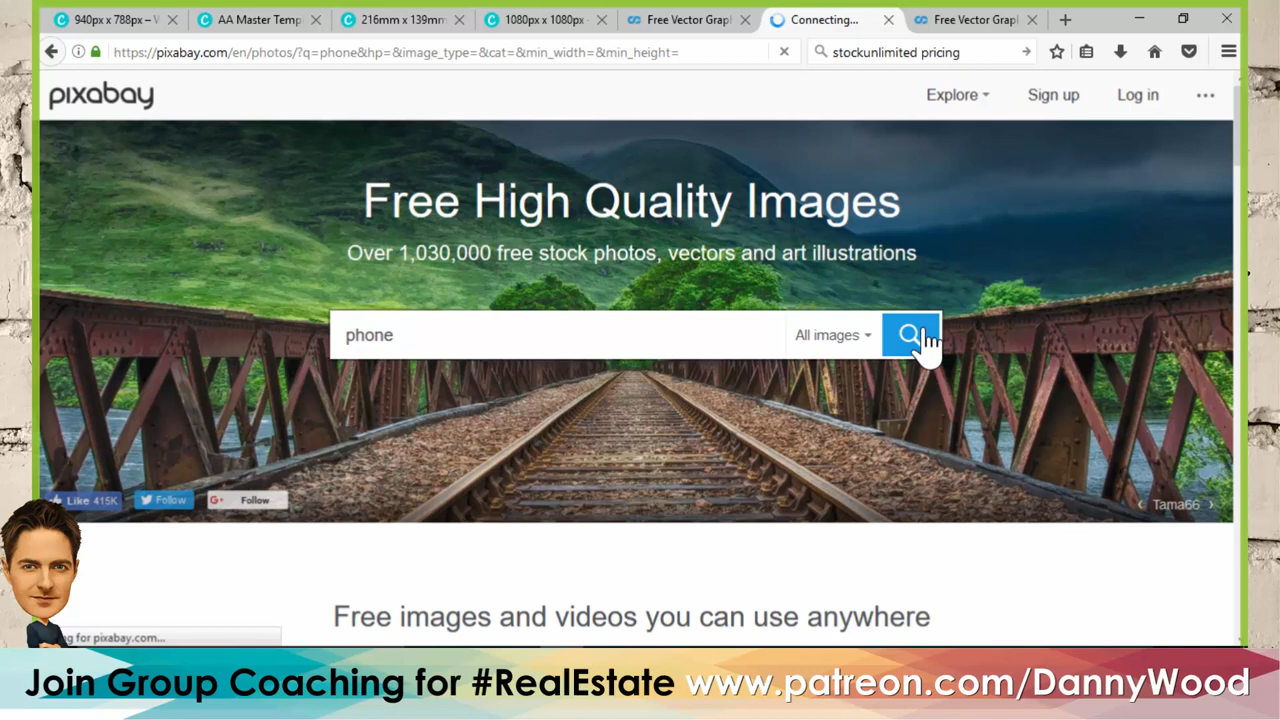 940px x 788px – V
AA Master Temp
216mm x 139mm
1080px x 1080px -
Free Vector Grap
Connecting...
Free Vector Grap
https://pixabay.com/en/photos/?q=phone&hp=&image_type=&cat=&min_width=&min_height=
stockunlimited pricing
pixabay
Explore
Sign up
Log in
Free High Quality Images
Over 1,030,000 free stock photos, vectors and art illustrations
phone
All images
Like 415K
Follow
G+ Follow
‹ Tama66 ›
Free images and videos you can use anywhere
g for pixabay.com...
Join Group Coaching for #RealEstate www.patreon.com/DannyWood